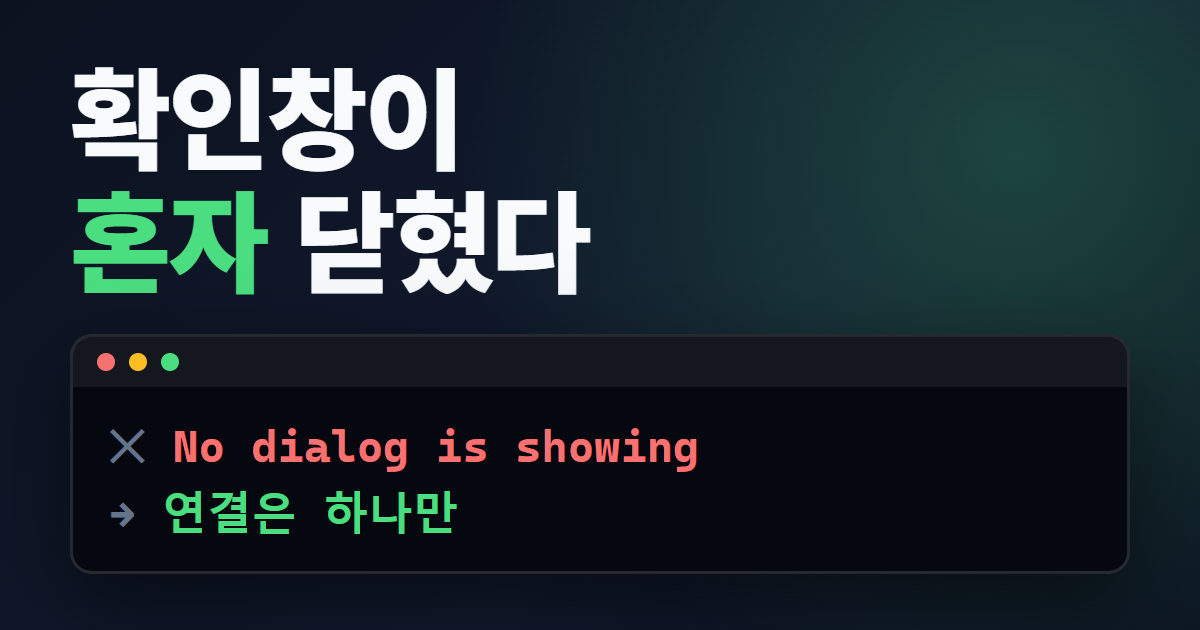 확인창이
혼자 닫혔다
× No dialog is showing
→ 연결은 하나만